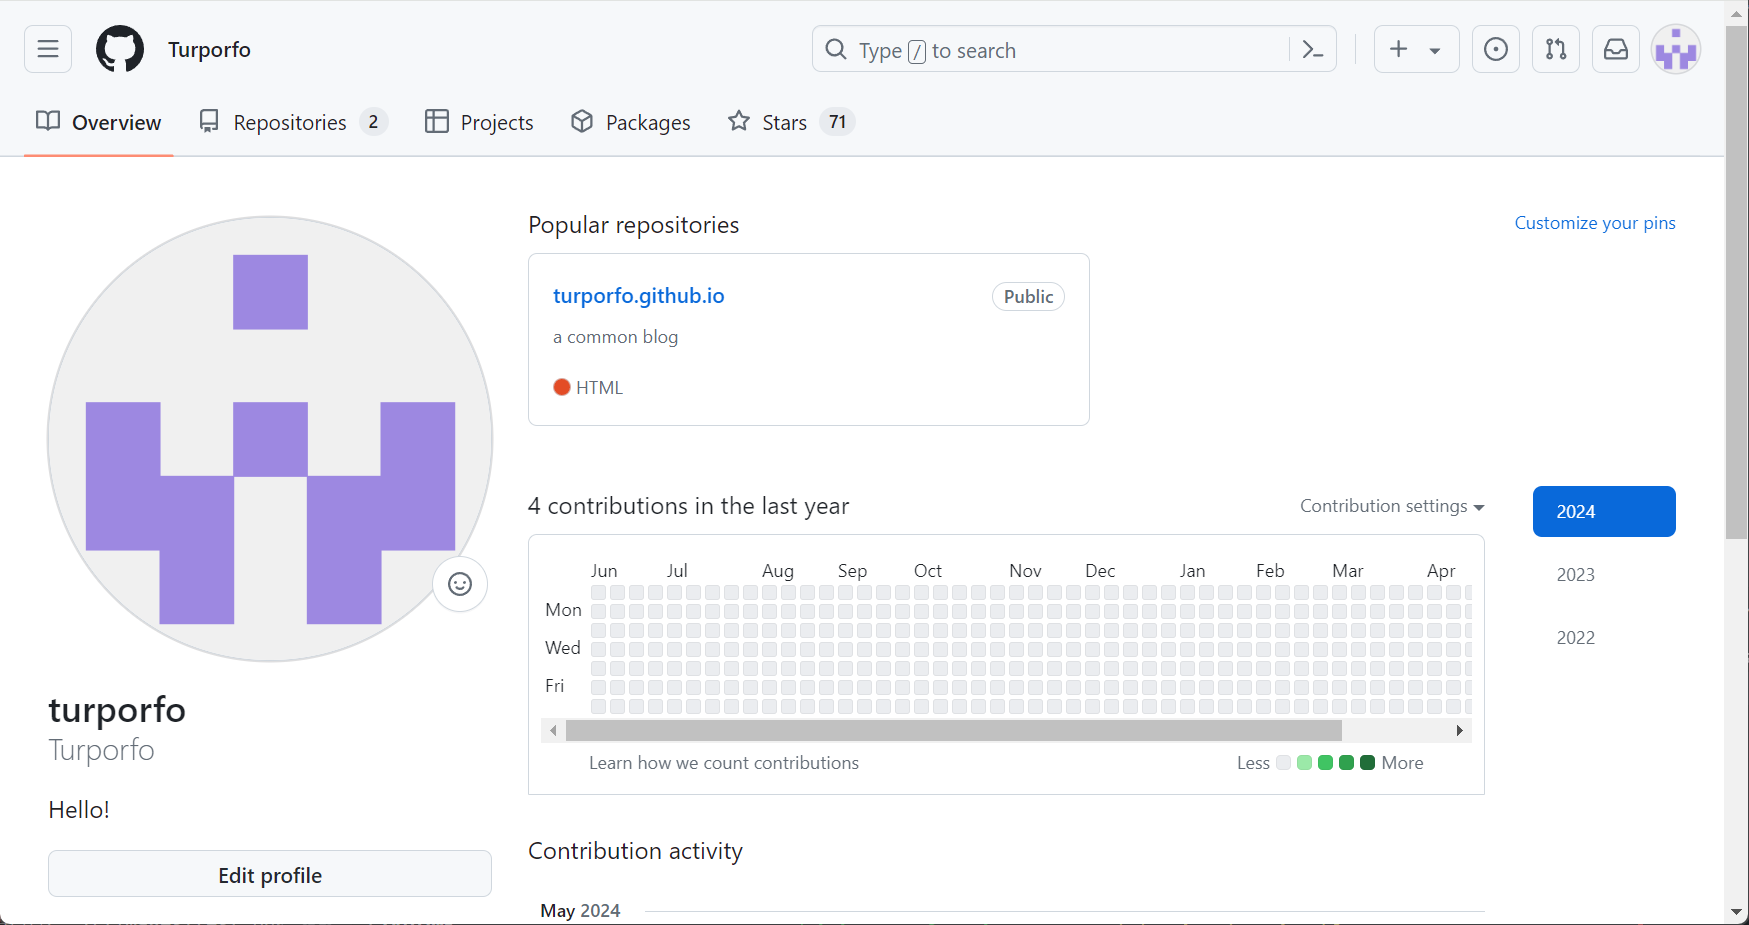 Turporfo
Type / to search
Overview
Repositories 2
Projects
Packages
Stars 71
Popular repositories
Customize your pins
turporfo.github.io
Public
a common blog
HTML
4 contributions in the last year
Contribution settings
2024
2023
2022
Jun Jul Aug Sep Oct Nov Dec Jan Feb Mar Apr
Mon
Wed
Fri
Learn how we count contributions
Less More
turporfo
Turporfo
Hello!
Edit profile
Contribution activity
May 2024